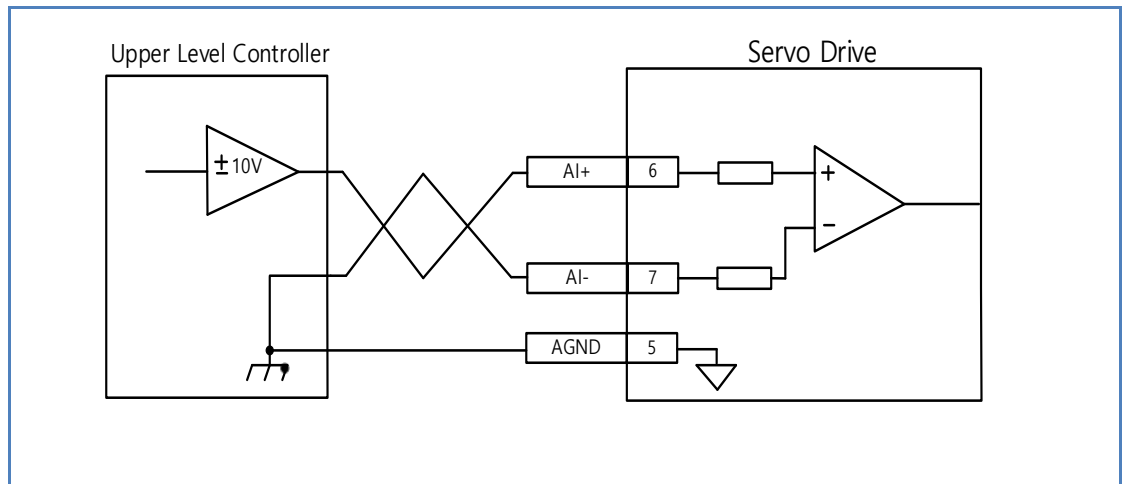 Upper Level Controller
Servo Drive
± 10V
AI+ 6
+
−
AI- 7
AGND 5